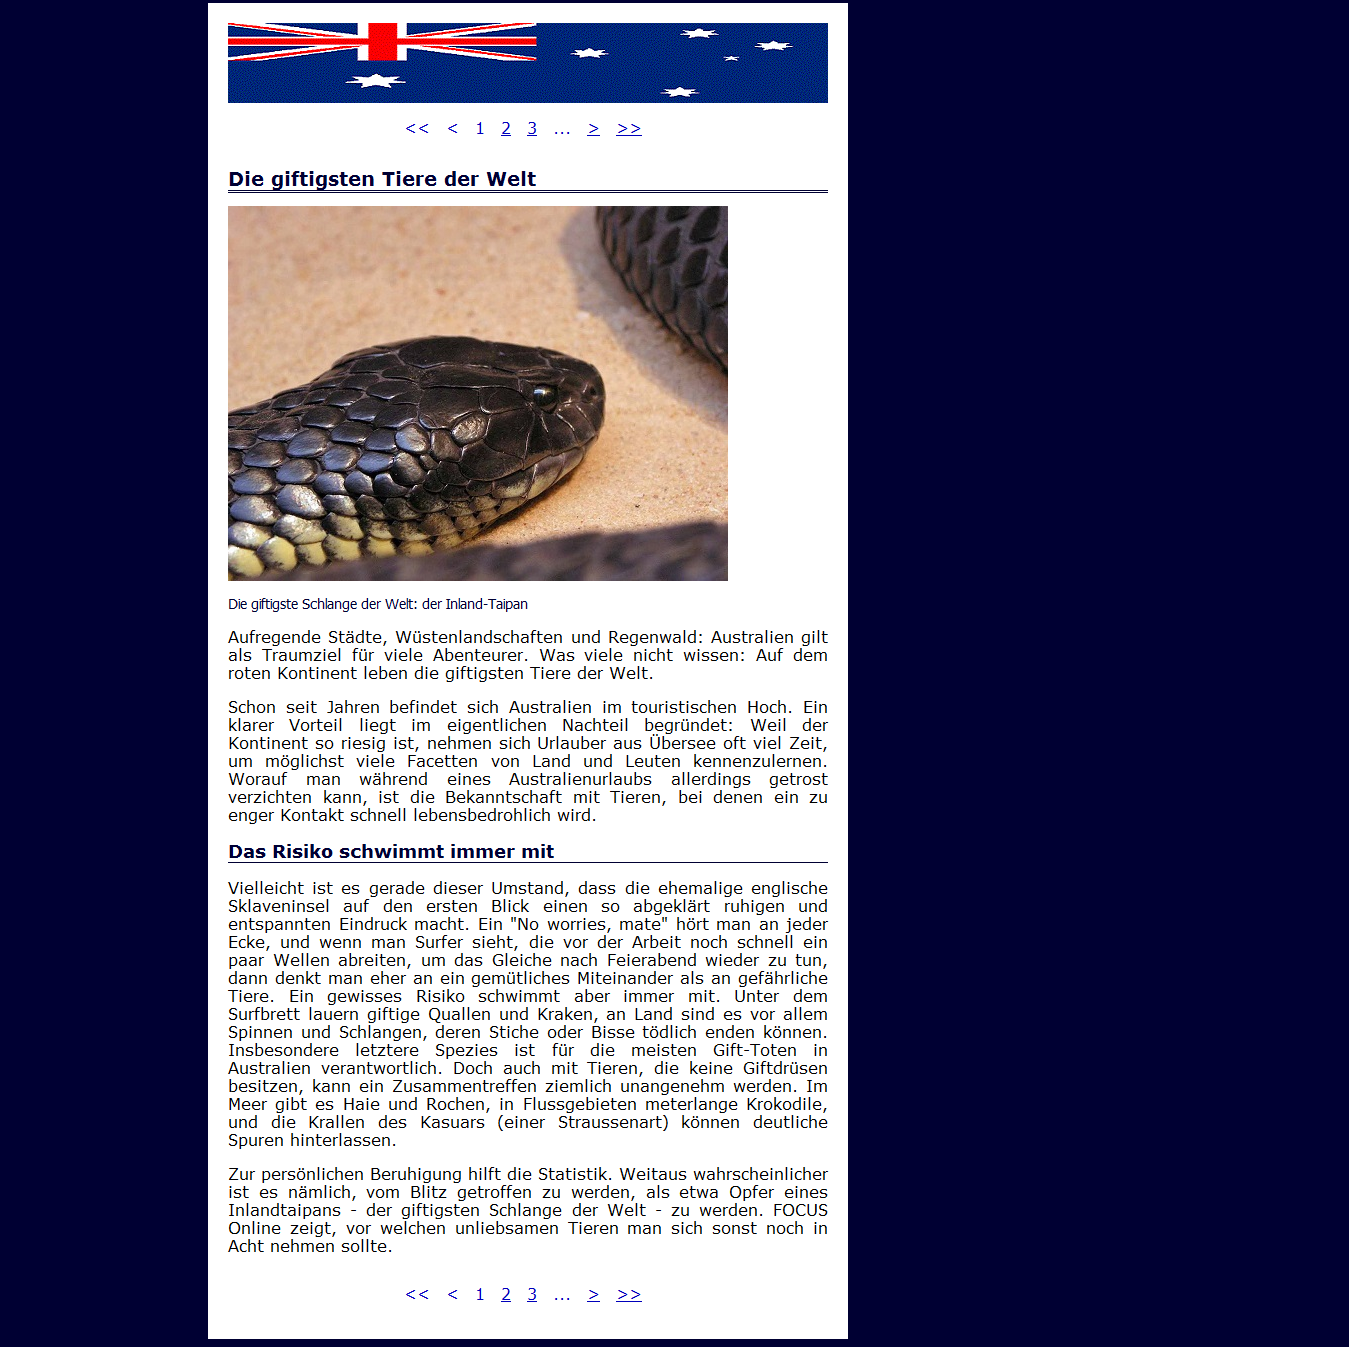 << < 1 2 3 ... > >>
Die giftigsten Tiere der Welt
Die giftigste Schlange der Welt: der Inland-Taipan
Aufregende Städte, Wüstenlandschaften und Regenwald: Australien gilt
als Traumziel für viele Abenteurer. Was viele nicht wissen: Auf dem
roten Kontinent leben die giftigsten Tiere der Welt.
Schon seit Jahren befindet sich Australien im touristischen Hoch. Ein
klarer Vorteil liegt im eigentlichen Nachteil begründet: Weil der
Kontinent so riesig ist, nehmen sich Urlauber aus Übersee oft viel Zeit,
um möglichst viele Facetten von Land und Leuten kennenzulernen.
Worauf man während eines Australienurlaubs allerdings getrost
verzichten kann, ist die Bekanntschaft mit Tieren, bei denen ein zu
enger Kontakt schnell lebensbedrohlich wird.
Das Risiko schwimmt immer mit
Vielleicht ist es gerade dieser Umstand, dass die ehemalige englische
Sklaveninsel auf den ersten Blick einen so abgeklärt ruhigen und
entspannten Eindruck macht. Ein "No worries, mate" hört man an jeder
Ecke, und wenn man Surfer sieht, die vor der Arbeit noch schnell ein
paar Wellen abreiten, um das Gleiche nach Feierabend wieder zu tun,
dann denkt man eher an ein gemütliches Miteinander als an gefährliche
Tiere. Ein gewisses Risiko schwimmt aber immer mit. Unter dem
Surfbrett lauern giftige Quallen und Kraken, an Land sind es vor allem
Spinnen und Schlangen, deren Stiche oder Bisse tödlich enden können.
Insbesondere letztere Spezies ist für die meisten Gift-Toten in
Australien verantwortlich. Doch auch mit Tieren, die keine Giftdrüsen
besitzen, kann ein Zusammentreffen ziemlich unangenehm werden. Im
Meer gibt es Haie und Rochen, in Flussgebieten meterlange Krokodile,
und die Krallen des Kasuars (einer Straussenart) können deutliche
Spuren hinterlassen.
Zur persönlichen Beruhigung hilft die Statistik. Weitaus wahrscheinlicher
ist es nämlich, vom Blitz getroffen zu werden, als etwa Opfer eines
Inlandtaipans - der giftigsten Schlange der Welt - zu werden. FOCUS
Online zeigt, vor welchen unliebsamen Tieren man sich sonst noch in
Acht nehmen sollte.
<< < 1 2 3 ... > >>